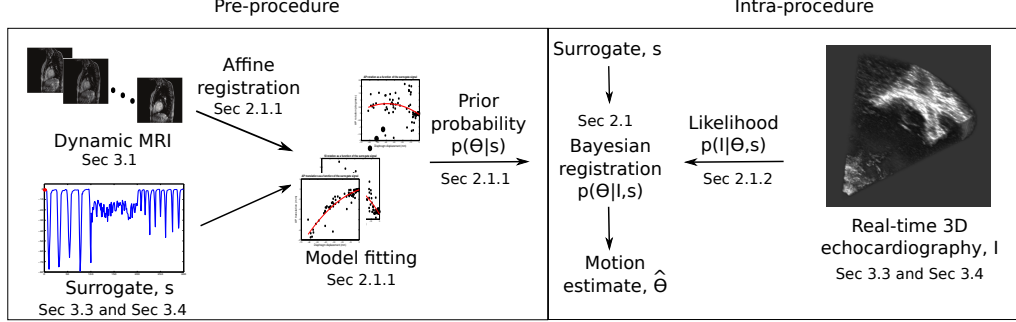 Pre-procedure
Intra-procedure
Affine
registration
Sec 2.1.1
Dynamic MRI
Sec 3.1
Surrogate, s
Sec 3.3 and Sec 3.4
Model fitting
Sec 2.1.1
Prior
probability
p(Θ|s)
Sec 2.1.1
Surrogate, s
Sec 2.1
Bayesian
registration
p(Θ|I,s)
Motion
estimate, Θ̂
Likelihood
p(I|Θ,s)
Sec 2.1.2
Real-time 3D
echocardiography, I
Sec 3.3 and Sec 3.4